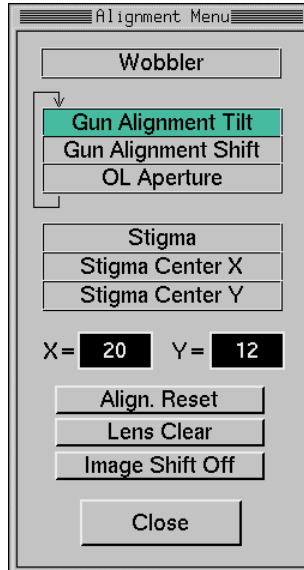 Alignment Menu
Wobbler
Gun Alignment Tilt
Gun Alignment Shift
OL Aperture
Stigma
Stigma Center X
Stigma Center Y
X= 20 Y= 12
Align. Reset
Lens Clear
Image Shift Off
Close